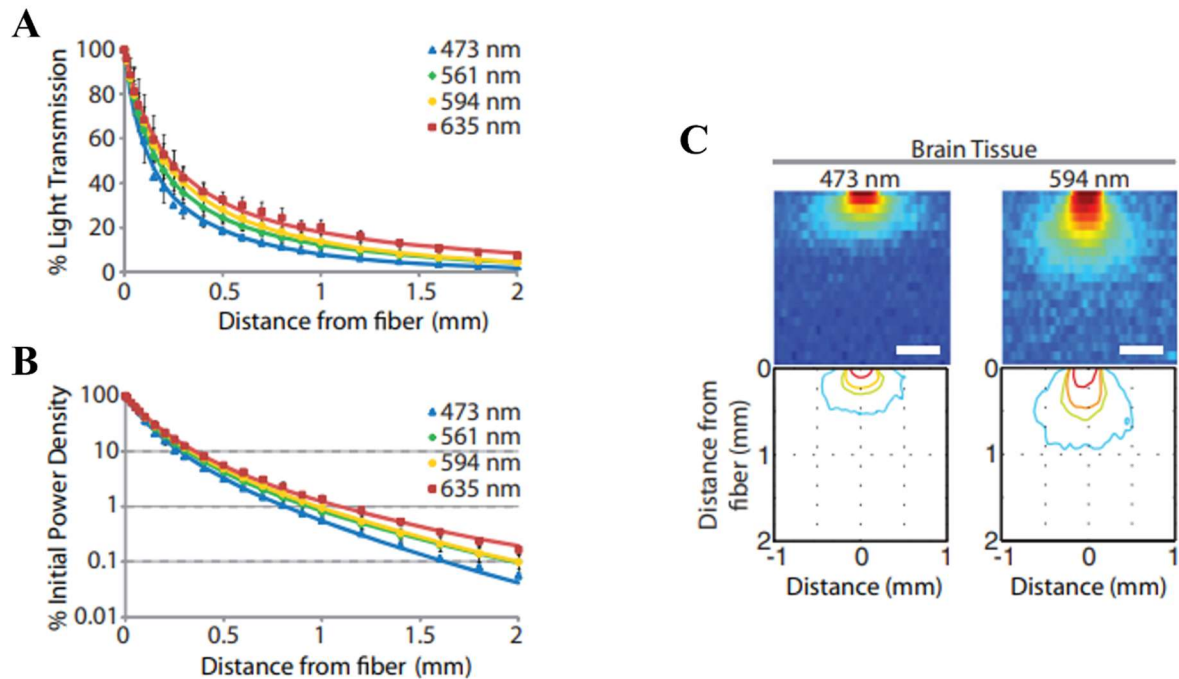 A
% Light Transmission
100
80
60
40
20
0
473 nm
561 nm
594 nm
635 nm
0 0.5 1 1.5 2
Distance from fiber (mm)
B
% Initial Power Density
100
10
1
0.1
0.01
473 nm
561 nm
594 nm
635 nm
0 0.5 1 1.5 2
Distance from fiber (mm)
C
Brain Tissue
473 nm 594 nm
Distance from
fiber (mm)
0 0
1 1
2 2
-1 0 1 -1 0 1
Distance (mm) Distance (mm)